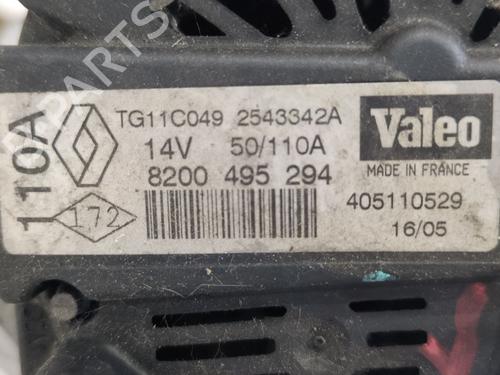 PARTS
TG11C049 2543342A
14V 50/110A
8200 495 294
110A
172
Valeo
MADE IN FRANCE
405110529
16/05